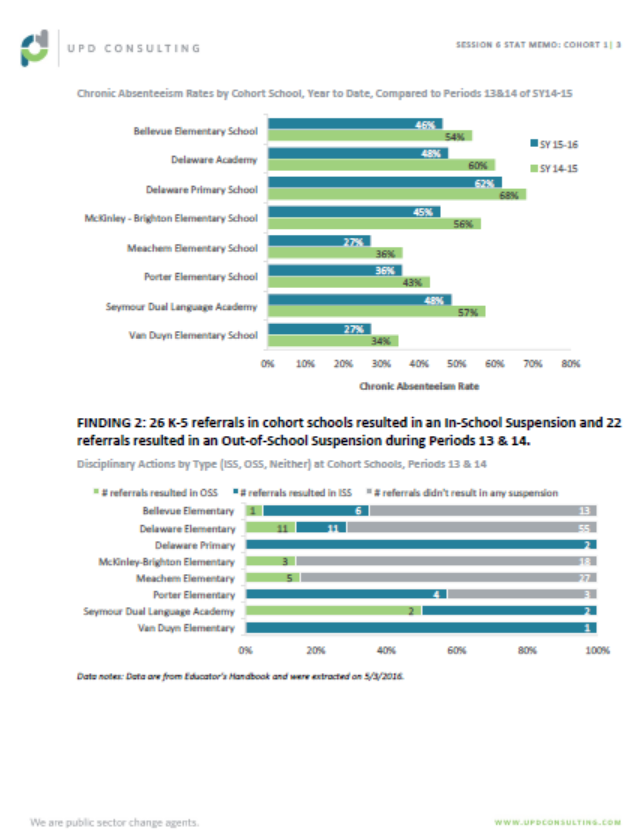 UPD CONSULTING
SESSION 6 STAT MEMO: COHORT 1| 3
Chronic Absenteeism Rates by Cohort School, Year to Date, Compared to Periods 13&14 of SY14-15
Bellevue Elementary School 46% 54%
Delaware Academy 48% 60%
Delaware Primary School 62% 68%
McKinley - Brighton Elementary School 45% 56%
Meachem Elementary School 27% 36%
Porter Elementary School 36% 43%
Seymour Dual Language Academy 48% 57%
Van Duyn Elementary School 27% 34%
SY 15-16
SY 14-15
0% 10% 20% 30% 40% 50% 60% 70% 80%
Chronic Absenteeism Rate
FINDING 2: 26 K-5 referrals in cohort schools resulted in an In-School Suspension and 22
referrals resulted in an Out-of-School Suspension during Periods 13 & 14.
Disciplinary Actions by Type (ISS, OSS, Neither) at Cohort Schools, Periods 13 & 14
# referrals resulted in OSS # referrals resulted in ISS # referrals didn't result in any suspension
Bellevue Elementary 1 6 13
Delaware Elementary 11 11 55
Delaware Primary 2
McKinley-Brighton Elementary 3 18
Meachem Elementary 5 27
Porter Elementary 4 3
Seymour Dual Language Academy 2 2
Van Duyn Elementary 1
0% 20% 40% 60% 80% 100%
Data notes: Data are from Educator's Handbook and were extracted on 5/3/2016.
We are public sector change agents.
WWW.UPDCONSULTING.COM